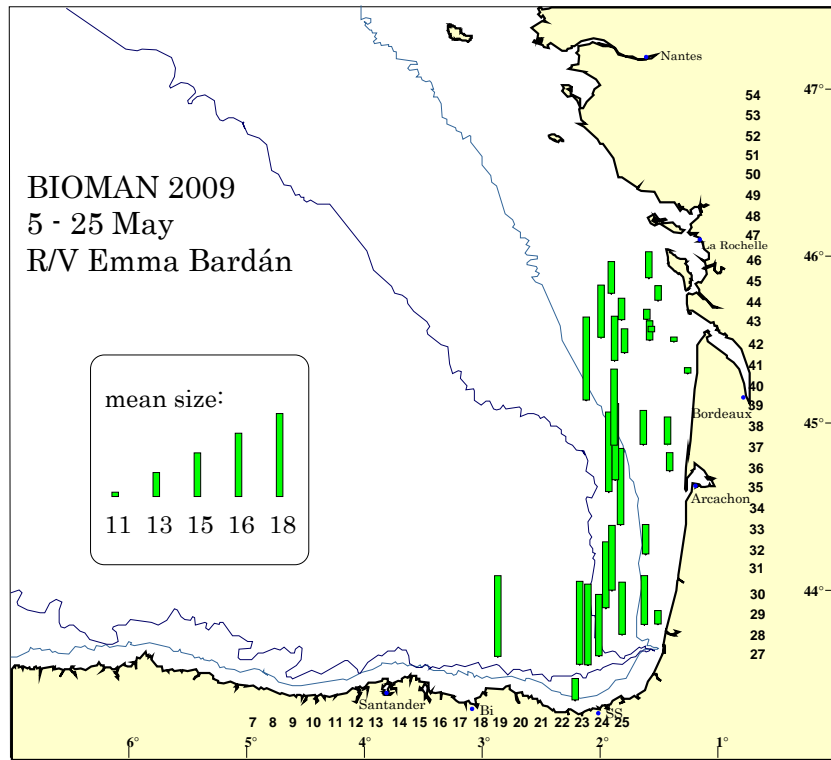 Nantes
47°
54
53
52
51
50
49
48
47
La Rochelle
46°
46
45
44
43
42
41
40
39
Bordeaux
45°
38
37
36
35
Arcachon
34
33
32
31
44°
30
29
28
27
BIOMAN 2009
5 - 25 May
R/V Emma Bardán
mean size:
11 13 15 16 18
Santander
Bi
SS
7 8 9 10 11 12 13 14 15 16 17 18 19 20 21 22 23 24 25
6° 5° 4° 3° 2° 1°